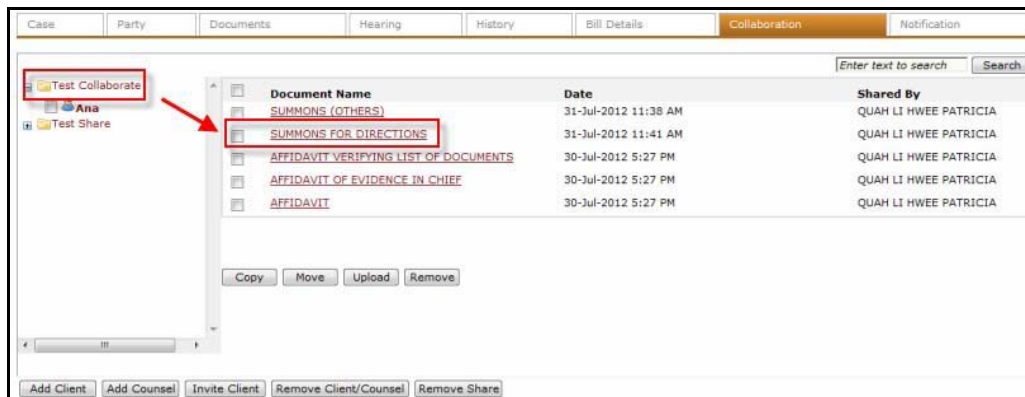 Case Party Documents Hearing History Bill Details Collaboration Notification
Enter text to search Search
Test Collaborate
Ana
Test Share
Document Name Date Shared By
SUMMONS (OTHERS) 31-Jul-2012 11:38 AM QUAH LI HWEE PATRICIA
SUMMONS FOR DIRECTIONS 31-Jul-2012 11:41 AM QUAH LI HWEE PATRICIA
AFFIDAVIT VERIFYING LIST OF DOCUMENTS 30-Jul-2012 5:27 PM QUAH LI HWEE PATRICIA
AFFIDAVIT OF EVIDENCE IN CHIEF 30-Jul-2012 5:27 PM QUAH LI HWEE PATRICIA
AFFIDAVIT 30-Jul-2012 5:27 PM QUAH LI HWEE PATRICIA
Copy Move Upload Remove
Add Client Add Counsel Invite Client Remove Client/Counsel Remove Share